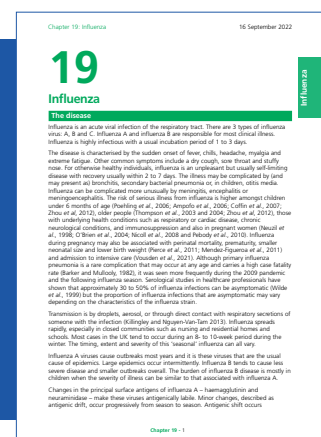 Chapter 19: Influenza
16 September 2022
19
Influenza
Influenza
The disease
Influenza is an acute viral infection of the respiratory tract. There are 3 types of influenza
virus: A, B and C. Influenza A and influenza B are responsible for most clinical illness.
Influenza is highly infectious with a usual incubation period of 1 to 3 days.
The disease is characterised by the sudden onset of fever, chills, headache, myalgia and
extreme fatigue. Other common symptoms include a dry cough, sore throat and stuffy
nose. For otherwise healthy individuals, influenza is an unpleasant but usually self-limiting
disease with recovery usually within 2 to 7 days. The illness may be complicated by (and
may present as) bronchitis, secondary bacterial pneumonia or, in children, otitis media.
Influenza can be complicated more unusually by meningitis, encephalitis or
meningoencephalitis. The risk of serious illness from influenza is higher amongst children
under 6 months of age (Poehling et al., 2006; Ampofo et al., 2006; Coffin et al., 2007;
Zhou et al, 2012), older people (Thompson et al., 2003 and 2004; Zhou et al., 2012), those
with underlying health conditions such as respiratory or cardiac disease, chronic
neurological conditions, and immunosuppression and also in pregnant women (Neuzil et
al., 1998; O'Brien et al., 2004; Nicoll et al., 2008 and Pebody et al., 2010). Influenza
during pregnancy may also be associated with perinatal mortality, prematurity, smaller
neonatal size and lower birth weight (Pierce et al., 2011; Mendez-Figueroa et al., 2011)
and admission to intensive care (Vousden et al., 2021). Although primary influenza
pneumonia is a rare complication that may occur at any age and carries a high case fatality
rate (Barker and Mullooly, 1982), it was seen more frequently during the 2009 pandemic
and the following influenza season. Serological studies in healthcare professionals have
shown that approximately 30 to 50% of influenza infections can be asymptomatic (Wilde
et al., 1999) but the proportion of influenza infections that are asymptomatic may vary
depending on the characteristics of the influenza strain.
Transmission is by droplets, aerosol, or through direct contact with respiratory secretions of
someone with the infection (Killingley and Nguyen-Van-Tam 2013). Influenza spreads
rapidly, especially in closed communities such as nursing and residential homes and
schools. Most cases in the UK tend to occur during an 8- to 10-week period during the
winter. The timing, extent and severity of this 'seasonal' influenza can all vary.
Influenza A viruses cause outbreaks most years and it is these viruses that are the usual
cause of epidemics. Large epidemics occur intermittently. Influenza B tends to cause less
severe disease and smaller outbreaks overall. The burden of influenza B disease is mostly in
children when the severity of illness can be similar to that associated with influenza A.
Changes in the principal surface antigens of influenza A – haemagglutinin and
neuraminidase – make these viruses antigenically labile. Minor changes, described as
antigenic drift, occur progressively from season to season. Antigenic shift occurs
Chapter 19 - 1